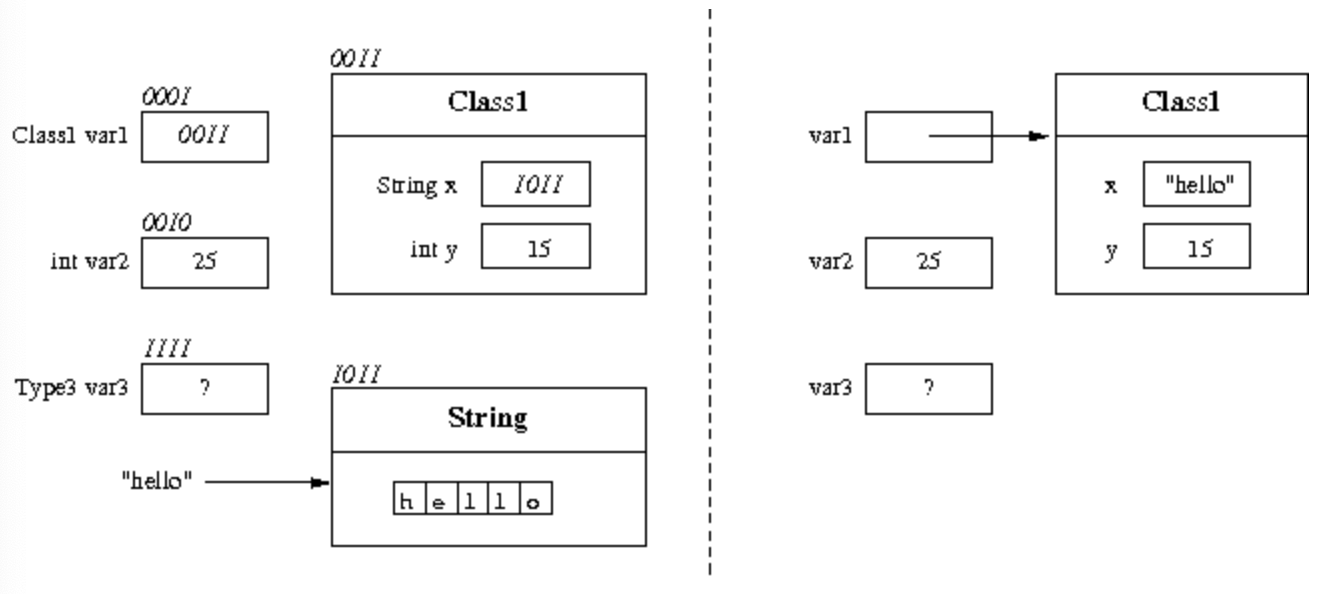 0011
Class1
0001
Class1 var1 0011
String x 1011
0010
int y 15
int var2 25
1111
Type3 var3 ?
1011
String
"hello"
h e l l o
Class1
var1
x "hello"
y 15
var2 25
var3 ?